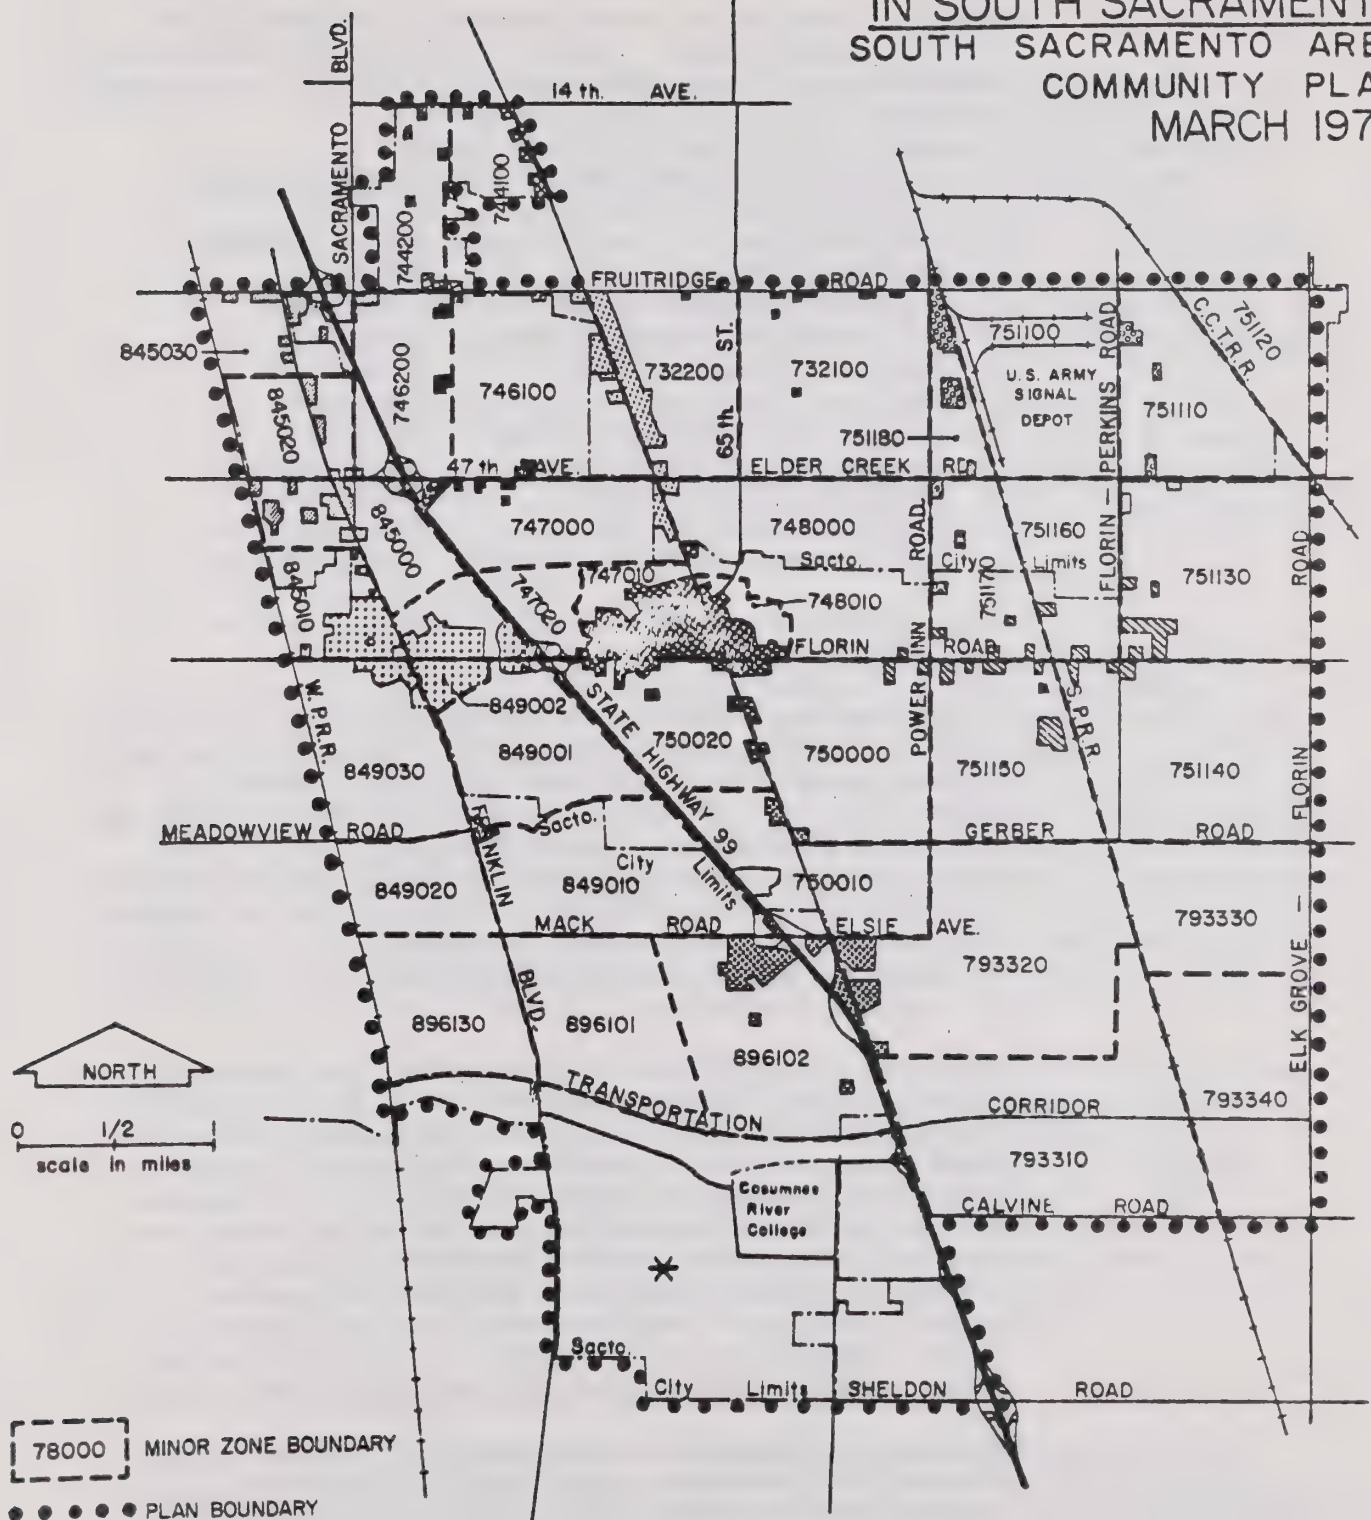 IN SOUTH SACRAMENT
SOUTH SACRAMENTO ARE
COMMUNITY PLA
MARCH 197
SACRAMENTO BLVD.
14 th. AVE.
744100
744200
FRUITRIDGE ROAD
845030
746200
746100
732200
65th ST.
732100
751100
U.S. ARMY
SIGNAL
DEPOT
FLORIN — PERKINS ROAD
C.C.T.R.R.
751120
751110
845020
751180
47 th AVE.
ELDER CREEK RD.
845000
747000
748000
751160
Sacto. City Limits
751170
751130
845010
747020
747010
748010
FLORIN ROAD
POWER INN ROAD
W.P.R.R.
849002
STATE HIGHWAY 99
849001
750020
750000
S.P.R.R.
849030
751150
751140
MEADOWVIEW ROAD
Sacto.
City
Limits
GERBER ROAD
849020
849010
750010
FRANKLIN BLVD.
MACK ROAD
ELSIE AVE.
793330
793320
ELK GROVE — FLORIN ROAD
896130
896101
896102
NORTH
TRANSPORTATION CORRIDOR
793340
0 1/2 1
scale in miles
793310
Cosumnes
River
College
CALVINE ROAD
Sacto.
City Limits
SHELDON ROAD
78000 MINOR ZONE BOUNDARY
PLAN BOUNDARY